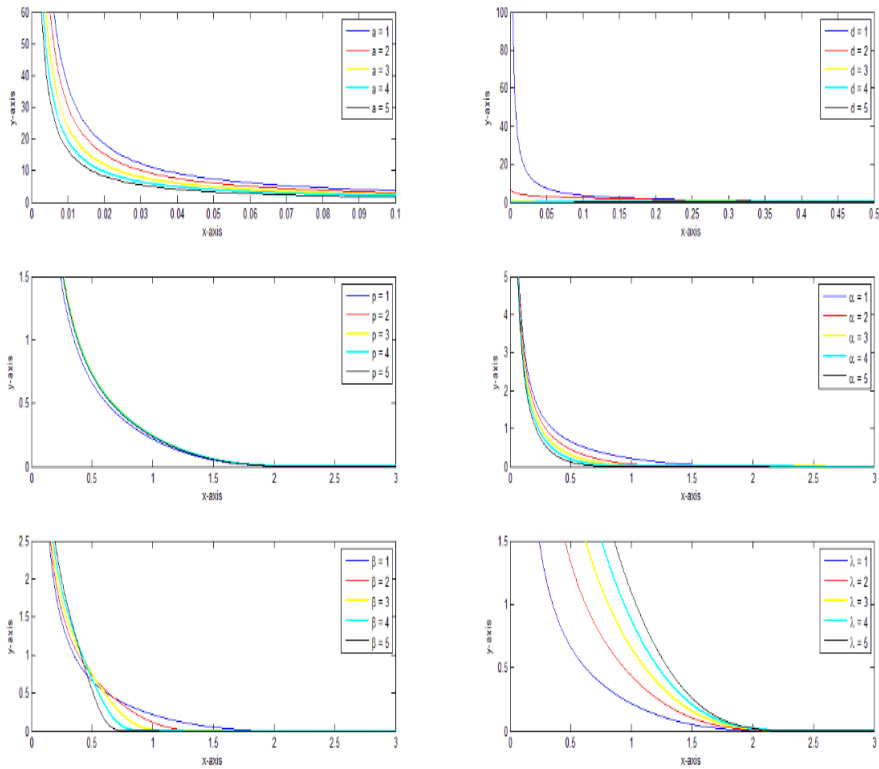 60
50
40
30
20
10
0
y-axis
a = 1
a = 2
a = 3
a = 4
a = 5
0 0.01 0.02 0.03 0.04 0.05 0.06 0.07 0.08 0.09 0.1
x-axis
100
80
60
40
20
0
y-axis
d = 1
d = 2
d = 3
d = 4
d = 5
0 0.05 0.1 0.15 0.2 0.25 0.3 0.35 0.4 0.45 0.5
x-axis
1.5
1
0.5
0
y-axis
p = 1
p = 2
p = 3
p = 4
p = 5
0 0.5 1 1.5 2 2.5 3
x-axis
5
4
3
2
1
0
y-axis
α = 1
α = 2
α = 3
α = 4
α = 5
0 0.5 1 1.5 2 2.5 3
x-axis
2.5
2
1.5
1
0.5
0
y-axis
β = 1
β = 2
β = 3
β = 4
β = 5
0 0.5 1 1.5 2 2.5 3
x-axis
1.5
1
0.5
0
y-axis
λ = 1
λ = 2
λ = 3
λ = 4
λ = 5
0 0.5 1 1.5 2 2.5 3
x-axis